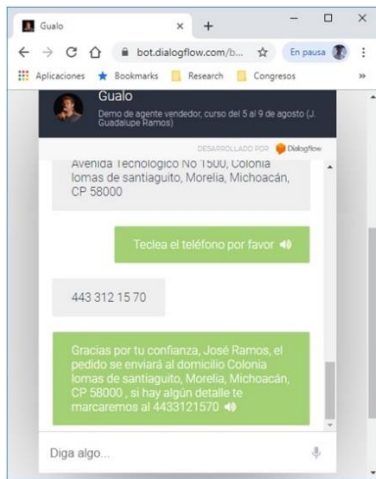 Gualo
bot.dialogflow.com/b...
En pausa
Aplicaciones
Bookmarks
Research
Congresos
»
Gualo
Demo de agente vendedor, curso del 5 al 9 de agosto (J.
Guadalupe Ramos)
DESARROLLADO POR Dialogflow
Avenida Tecnológico No 1500, Colonia
lomas de santiaguito, Morelia, Michoacán,
CP 58000
Teclea el teléfono por favor
443 312 15 70
Gracias por tu confianza, José Ramos, el
pedido se enviará al domicilio Colonia
lomas de santiaguito, Morelia, Michoacán,
CP 58000 , si hay algún detalle te
marcaremos al 4433121570
Diga algo...